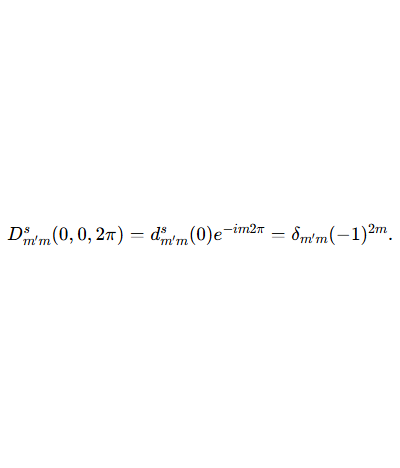 $D^s_{m'm}(0,0,2\pi) = d^s_{m'm}(0)e^{-im2\pi} = \delta_{m'm}(-1)^{2m}.$